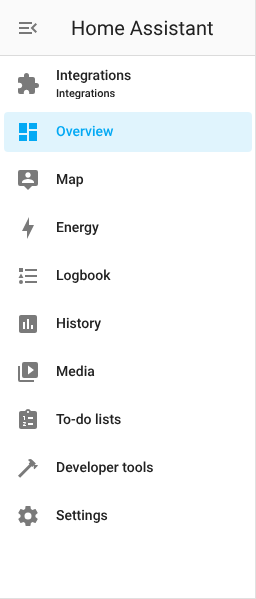 Home Assistant
Integrations
Integrations
Overview
Map
Energy
Logbook
History
Media
To-do lists
Developer tools
Settings